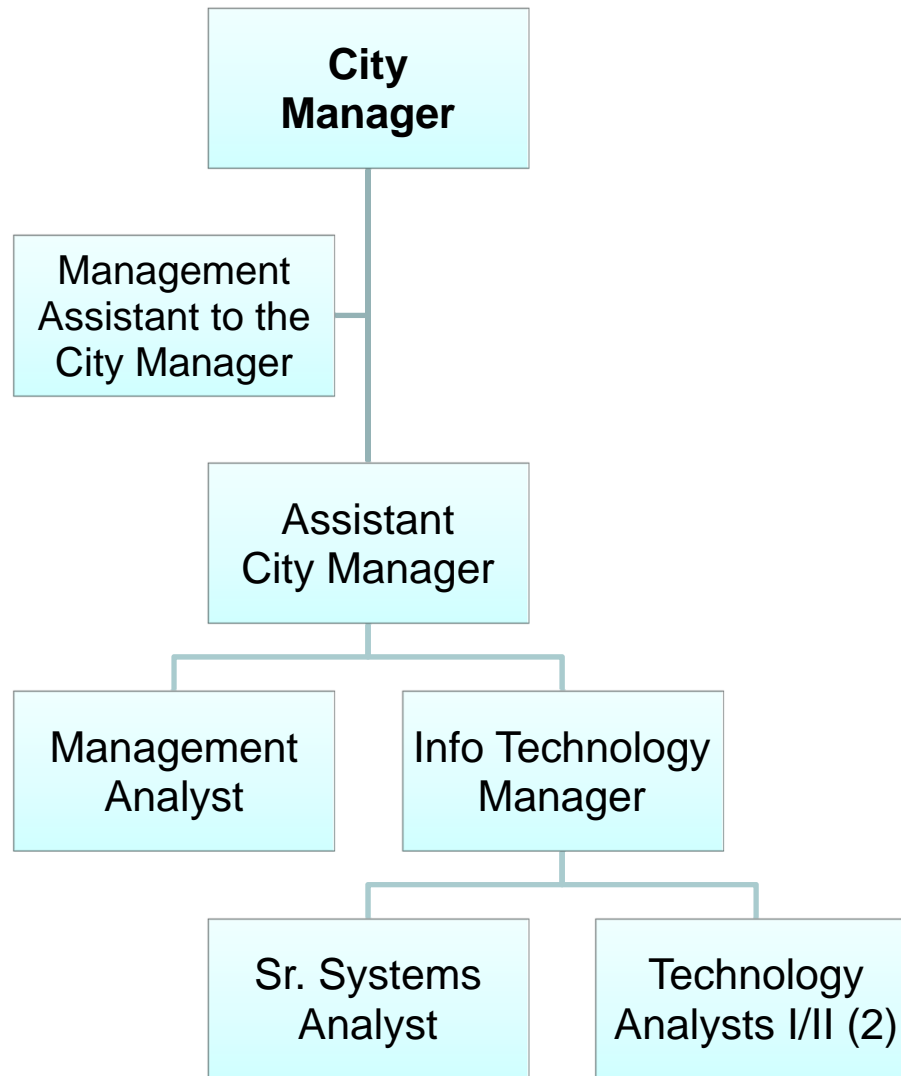 City
Manager
Management
Assistant to the
City Manager
Assistant
City Manager
Management
Analyst
Info Technology
Manager
Sr. Systems
Analyst
Technology
Analysts I/II (2)